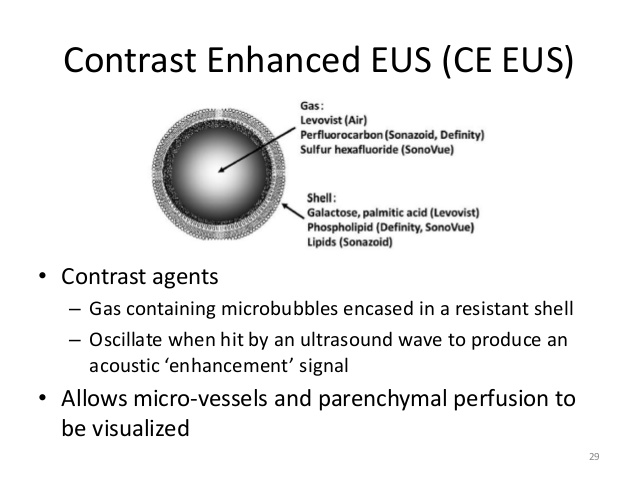 Contrast Enhanced EUS (CE EUS)
Gas:
Levovist (Air)
Perfluorocarbon (Sonazoid, Definity)
Sulfur hexafluoride (SonoVue)
Shell:
Galactose, palmitic acid (Levovist)
Phospholipid (Definity, SonoVue)
Lipids (Sonazoid)
• Contrast agents
– Gas containing microbubbles encased in a resistant shell
– Oscillate when hit by an ultrasound wave to produce an
acoustic ‘enhancement’ signal
• Allows micro-vessels and parenchymal perfusion to
be visualized
29